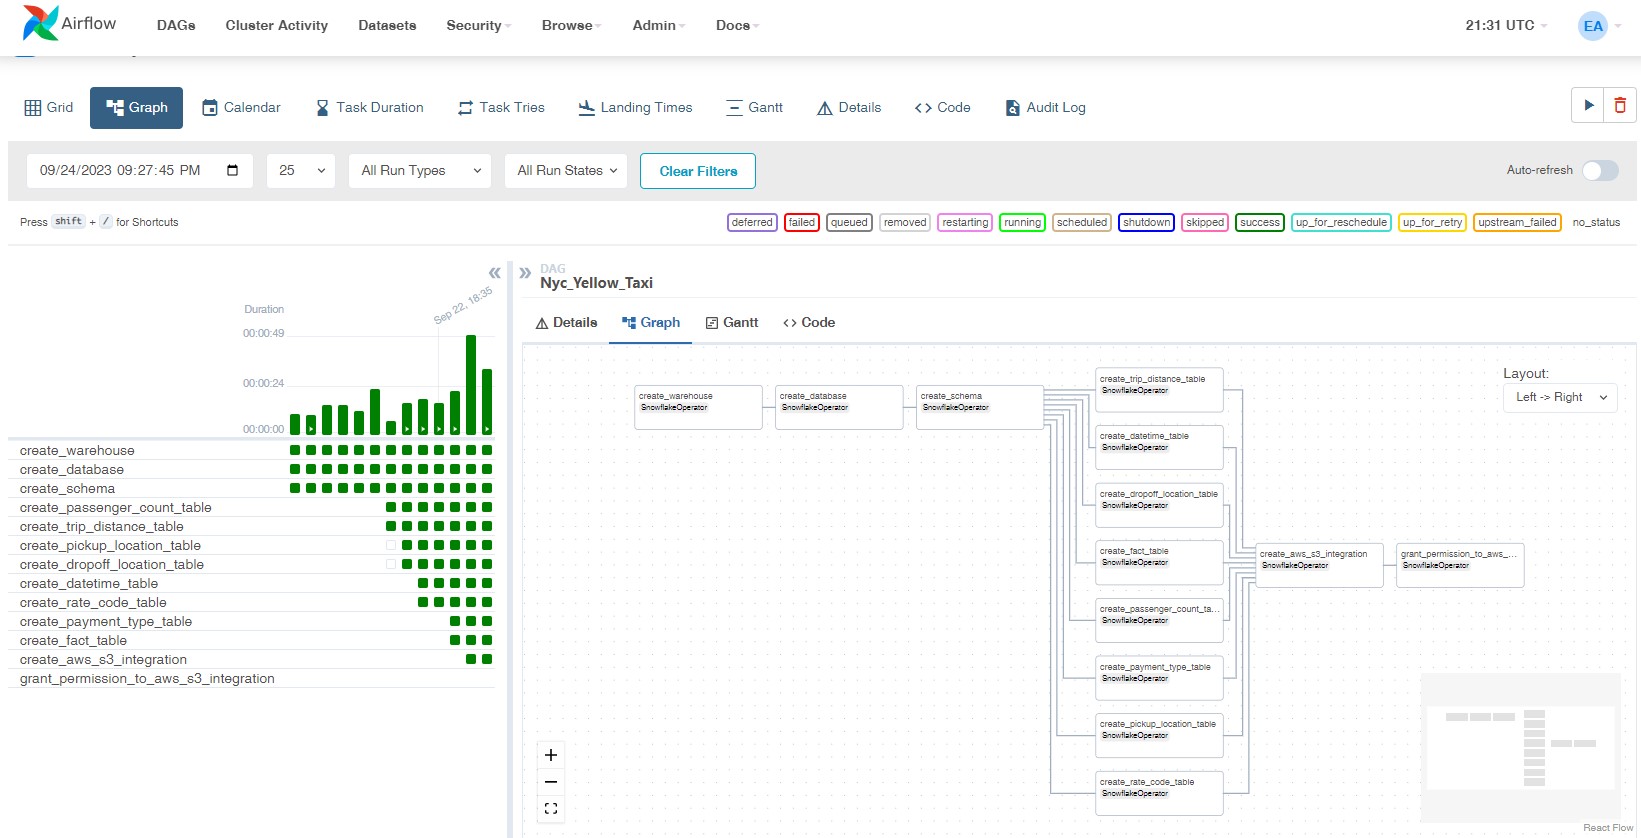 Airflow DAGs Cluster Activity Datasets Security Browse Admin Docs 21:31 UTC EA
Grid Graph Calendar Task Duration Task Tries Landing Times Gantt Details Code Audit Log
09/24/2023 09:27:45 PM 25 All Run Types All Run States Clear Filters Auto-refresh
Press shift + / for Shortcuts
deferred failed queued removed restarting running scheduled shutdown skipped success up_for_reschedule up_for_retry upstream_failed no_status
Duration
Sep 22, 18:35
00:00:49
00:00:24
00:00:00
create_warehouse
create_database
create_schema
create_passenger_count_table
create_trip_distance_table
create_pickup_location_table
create_dropoff_location_table
create_datetime_table
create_rate_code_table
create_payment_type_table
create_fact_table
create_aws_s3_integration
grant_permission_to_aws_s3_integration
DAG
Nyc_Yellow_Taxi
Details Graph Gantt Code
Layout:
Left -> Right
create_warehouse
SnowflakeOperator
create_database
SnowflakeOperator
create_schema
SnowflakeOperator
create_trip_distance_table
SnowflakeOperator
create_datetime_table
SnowflakeOperator
create_dropoff_location_table
SnowflakeOperator
create_fact_table
SnowflakeOperator
create_passenger_count_ta...
SnowflakeOperator
create_payment_type_table
SnowflakeOperator
create_pickup_location_table
SnowflakeOperator
create_rate_code_table
SnowflakeOperator
create_aws_s3_integration
SnowflakeOperator
grant_permission_to_aws_...
SnowflakeOperator
React Flow